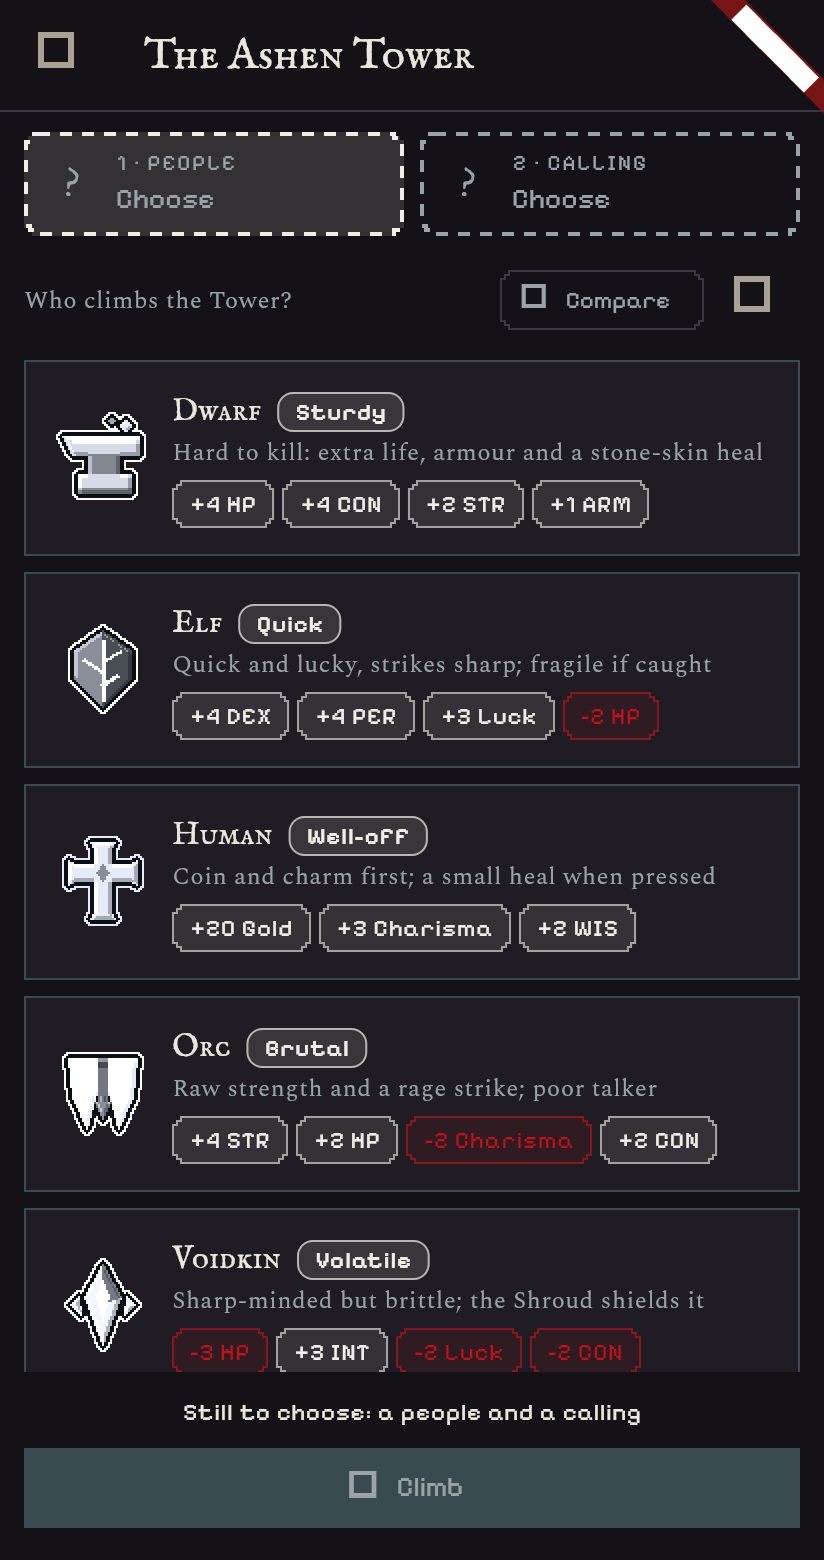 The Ashen Tower
1 · PEOPLE
? Choose
2 · CALLING
? Choose
Who climbs the Tower?
Compare
Dwarf Sturdy
Hard to kill: extra life, armour and a stone-skin heal
+4 HP +4 CON +2 STR +1 ARM
Elf Quick
Quick and lucky, strikes sharp; fragile if caught
+4 DEX +4 PER +3 Luck -2 HP
Human Well-off
Coin and charm first; a small heal when pressed
+20 Gold +3 Charisma +2 WIS
Orc Brutal
Raw strength and a rage strike; poor talker
+4 STR +2 HP -2 Charisma +2 CON
Voidkin Volatile
Sharp-minded but brittle; the Shroud shields it
-3 HP +3 INT -2 Luck -2 CON
Still to choose: a people and a calling
Climb